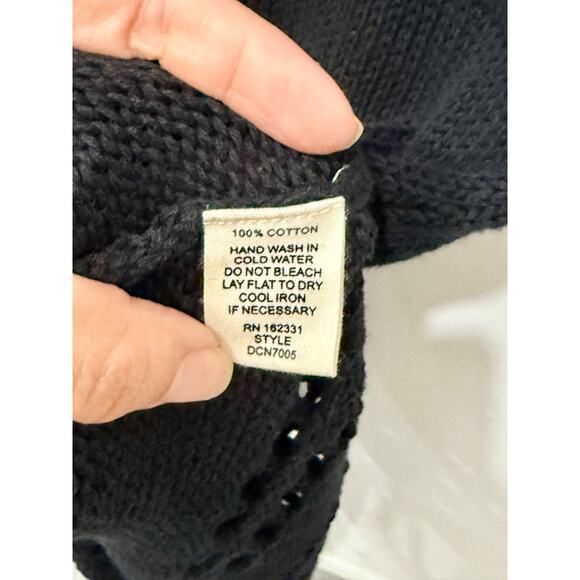 100% COTTON
HAND WASH IN
COLD WATER
DO NOT BLEACH
LAY FLAT TO DRY
COOL IRON
IF NECESSARY
RN 162331
STYLE
DCN7005